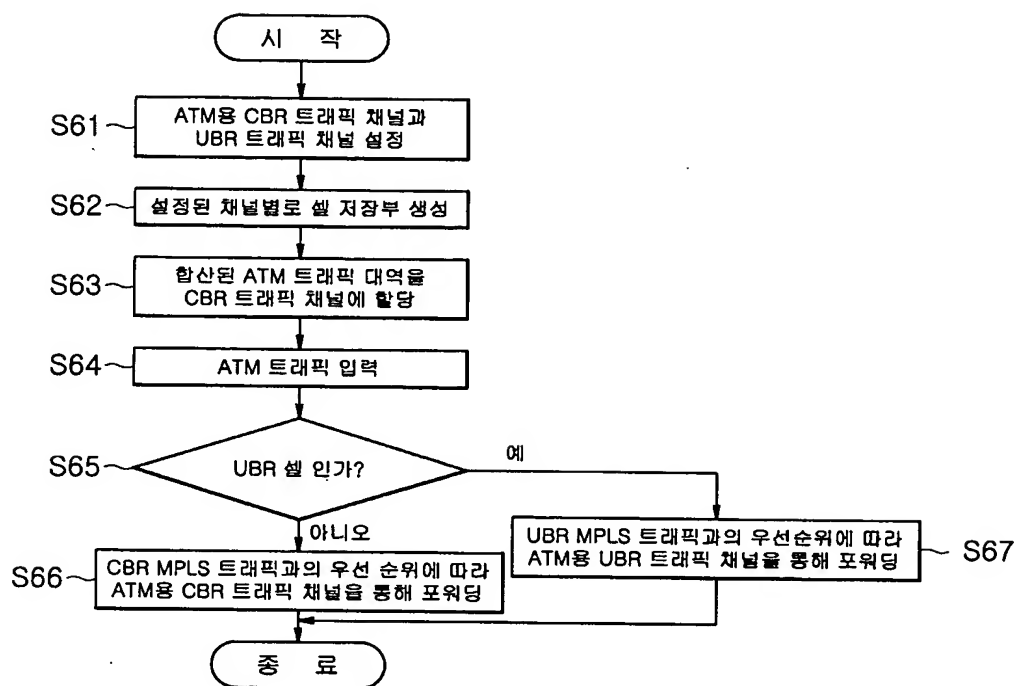 시 작
S61
ATM용 CBR 트래픽 채널과
UBR 트래픽 채널 설정
S62
설정된 채널별로 셀 저장부 생성
S63
합산된 ATM 트래픽 대역을
CBR 트래픽 채널에 할당
S64
ATM 트래픽 입력
S65
UBR 셀 인가?
예
아니오
S66
CBR MPLS 트래픽과의 우선 순위에 따라
ATM용 CBR 트래픽 채널을 통해 포워딩
UBR MPLS 트래픽과의 우선순위에 따라
ATM용 UBR 트래픽 채널을 통해 포워딩
S67
종 료